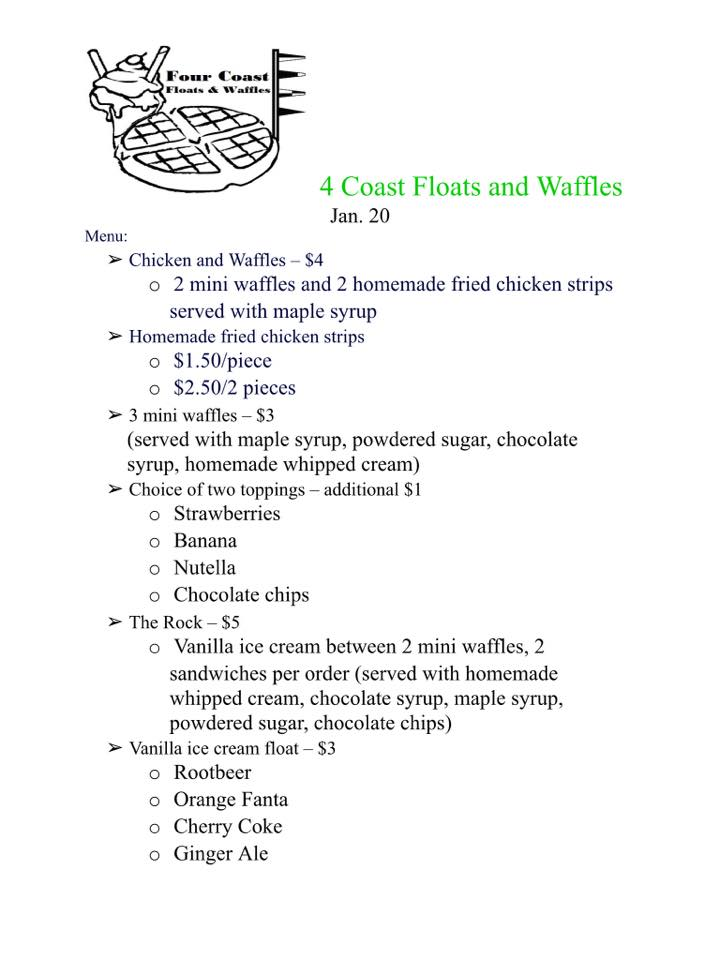 Four Coast
Floats & Waffles
4 Coast Floats and Waffles
Jan. 20
Menu:
➢ Chicken and Waffles – $4
o 2 mini waffles and 2 homemade fried chicken strips
served with maple syrup
➢ Homemade fried chicken strips
o $1.50/piece
o $2.50/2 pieces
➢ 3 mini waffles – $3
(served with maple syrup, powdered sugar, chocolate
syrup, homemade whipped cream)
➢ Choice of two toppings – additional $1
o Strawberries
o Banana
o Nutella
o Chocolate chips
➢ The Rock – $5
o Vanilla ice cream between 2 mini waffles, 2
sandwiches per order (served with homemade
whipped cream, chocolate syrup, maple syrup,
powdered sugar, chocolate chips)
➢ Vanilla ice cream float – $3
o Rootbeer
o Orange Fanta
o Cherry Coke
o Ginger Ale